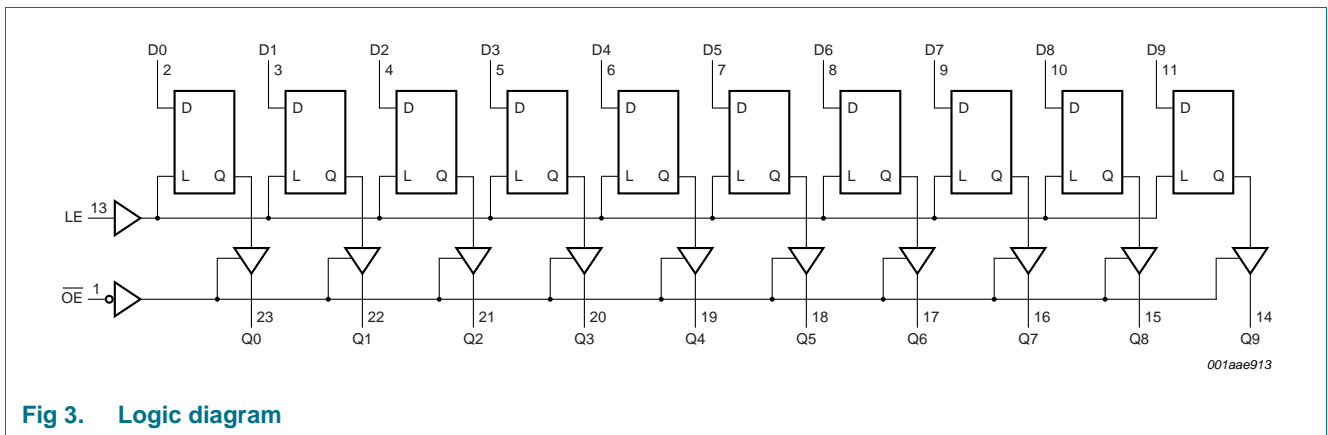 D0 D1 D2 D3 D4 D5 D6 D7 D8 D9
2 3 4 5 6 7 8 9 10 11
D D D D D D D D D D
L Q L Q L Q L Q L Q L Q L Q L Q L Q L Q
LE 13
OE 1
23 22 21 20 19 18 17 16 15 14
Q0 Q1 Q2 Q3 Q4 Q5 Q6 Q7 Q8 Q9
001aae913
Fig 3. Logic diagram